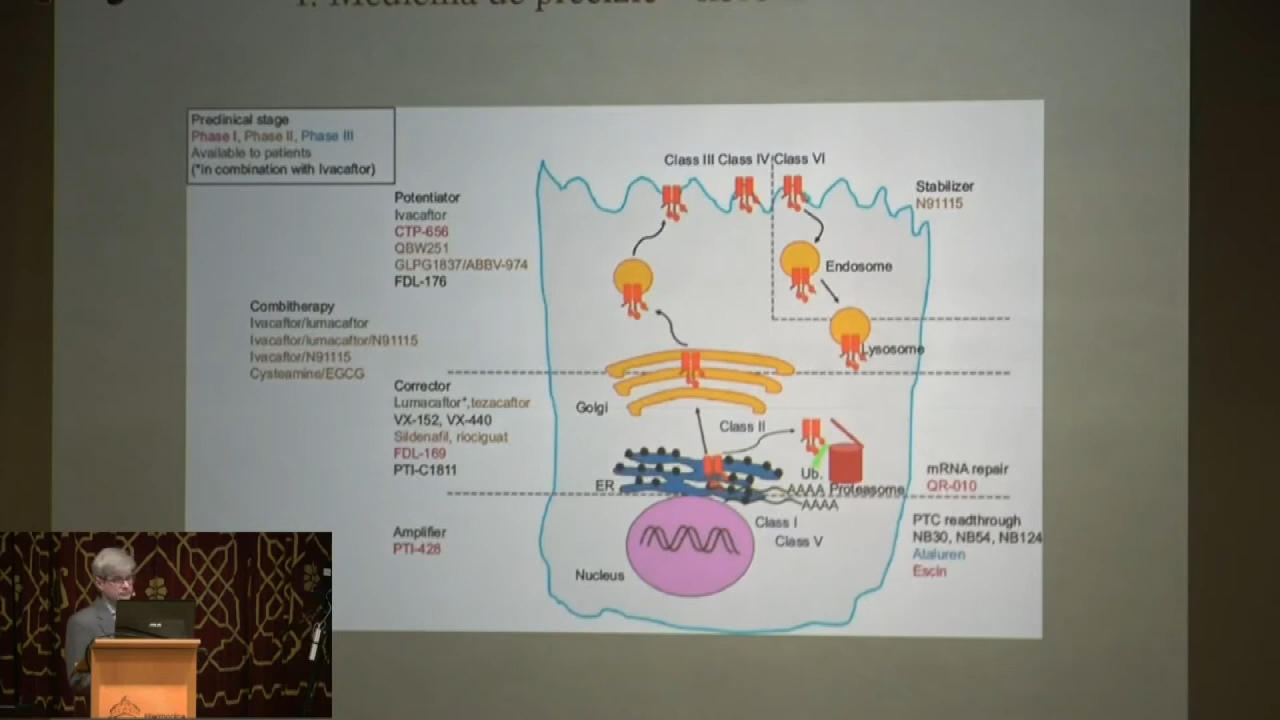 1. Medicina de precizie
Preclinical stage
Phase I, Phase II, Phase III
Available to patients
(*in combination with Ivacaftor)
Potentiator
Ivacaftor
CTP-656
QBW251
GLPG1837/ABBV-974
FDL-176
Combitherapy
Ivacaftor/lumacaftor
Ivacaftor/lumacaftor/N91115
Ivacaftor/N91115
Cysteamine/EGCG
Corrector
Lumacaftor*,tezacaftor
VX-152, VX-440
Sildenafil, riociguat
FDL-169
PTI-C1811
Amplifier
PTI-428
Class III Class IV Class VI
Endosome
Lysosome
Golgi
Class II
ER
Ub.
AAAA Proteasome
AAAA
Class I
Class V
Nucleus
Stabilizer
N91115
mRNA repair
QR-010
PTC readthrough
NB30, NB54, NB124
Ataluren
Escin